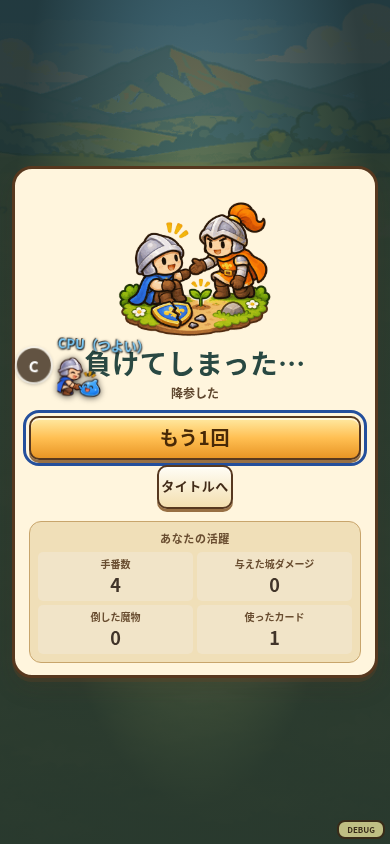 CPU（つよい）
C
負けてしまった…
降参した
もう1回
タイトルへ
あなたの活躍
手番数
4
与えた城ダメージ
0
倒した魔物
0
使ったカード
1
DEBUG